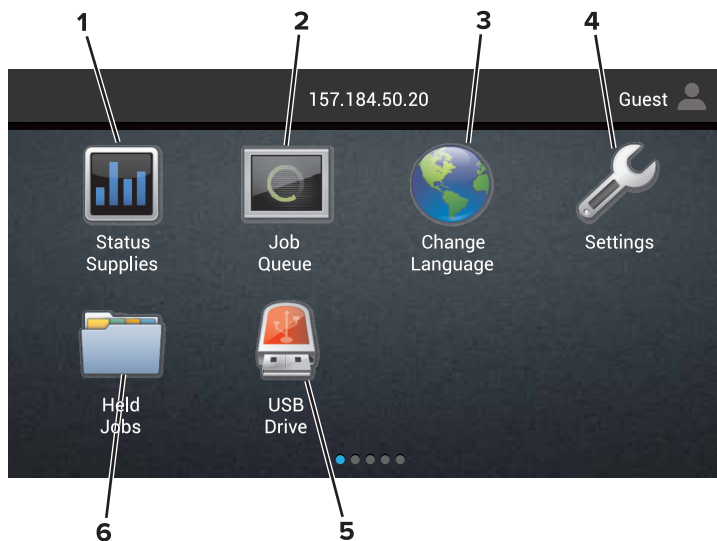 1 2 3 4
157.184.50.20 Guest
Status Supplies
Job Queue
Change Language
Settings
Held Jobs
USB Drive
6 5